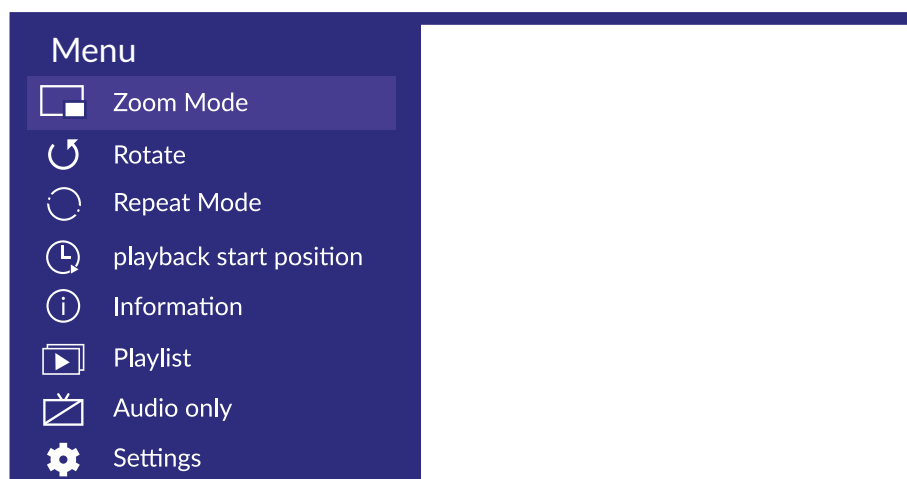 Menu
Zoom Mode
Rotate
Repeat Mode
playback start position
Information
Playlist
Audio only
Settings